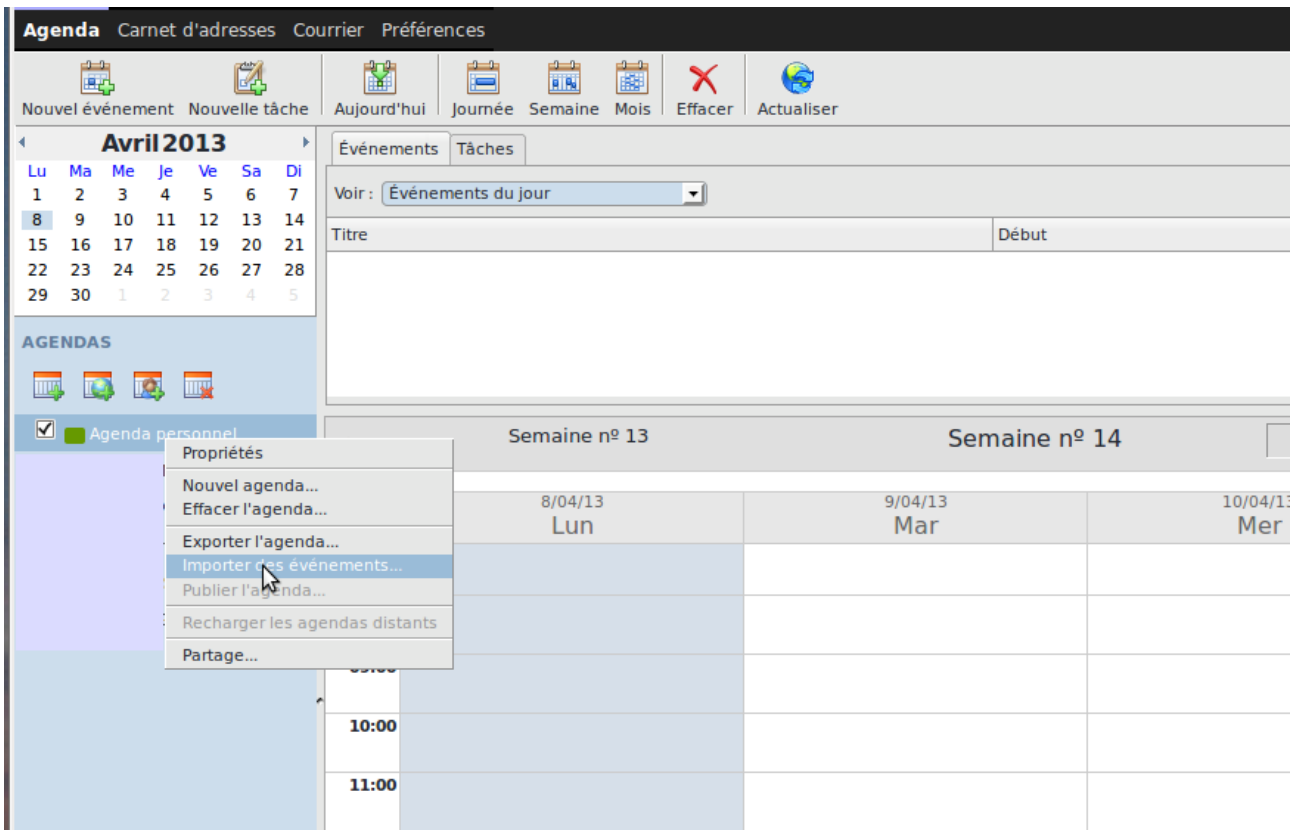 Agenda Carnet d'adresses Courrier Préférences
Nouvel événement Nouvelle tâche Aujourd'hui Journée Semaine Mois Effacer Actualiser
Avril 2013
Lu Ma Me Je Ve Sa Di
1 2 3 4 5 6 7
8 9 10 11 12 13 14
15 16 17 18 19 20 21
22 23 24 25 26 27 28
29 30 1 2 3 4 5
AGENDAS
Agenda personnel
Propriétés
Nouvel agenda...
Effacer l'agenda...
Exporter l'agenda...
Importer des événements...
Publier l'agenda...
Recharger les agendas distants
Partage...
Événements Tâches
Voir : Événements du jour
Titre Début
Semaine nº 13 Semaine nº 14
8/04/13 9/04/13 10/04/13
Lun Mar Mer
09:00
10:00
11:00